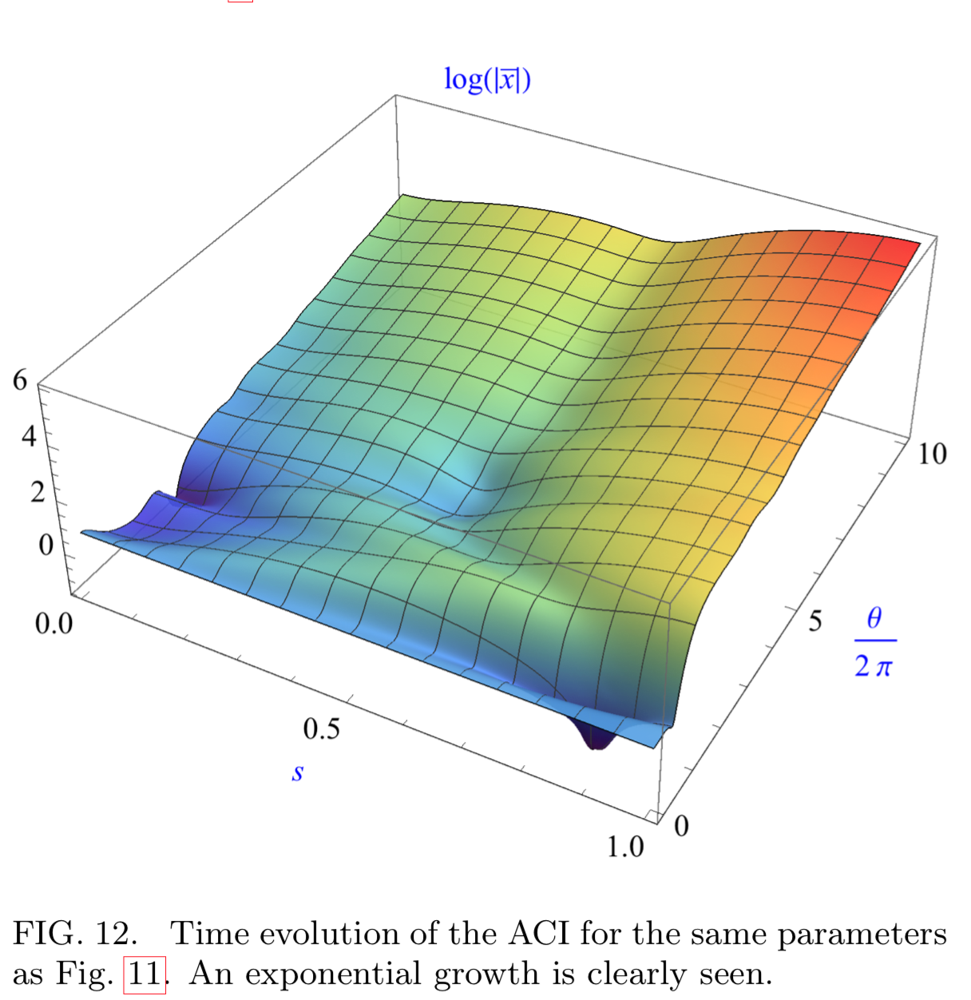 log(|x̅|)
6
4
2
0
0.0
0.5
s
1.0
0
5
10
θ
2 π
FIG. 12. Time evolution of the ACI for the same parameters
as Fig. 11. An exponential growth is clearly seen.